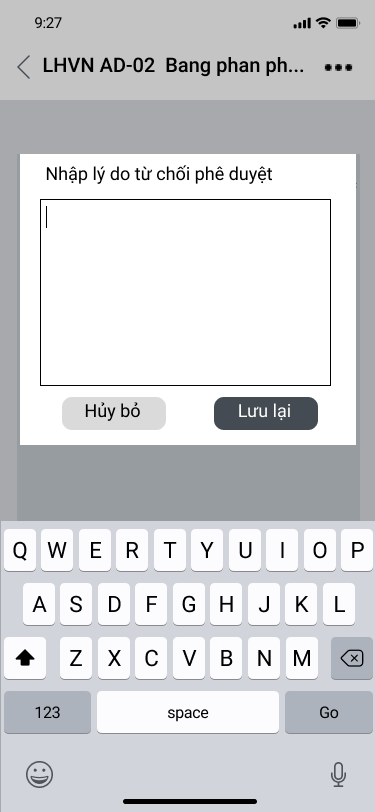 9:27
LHVN AD-02 Bang phan ph...
Nhập lý do từ chối phê duyệt
Hủy bỏ Lưu lại
Q W E R T Y U I O P
A S D F G H J K L
Z X C V B N M
123 space Go